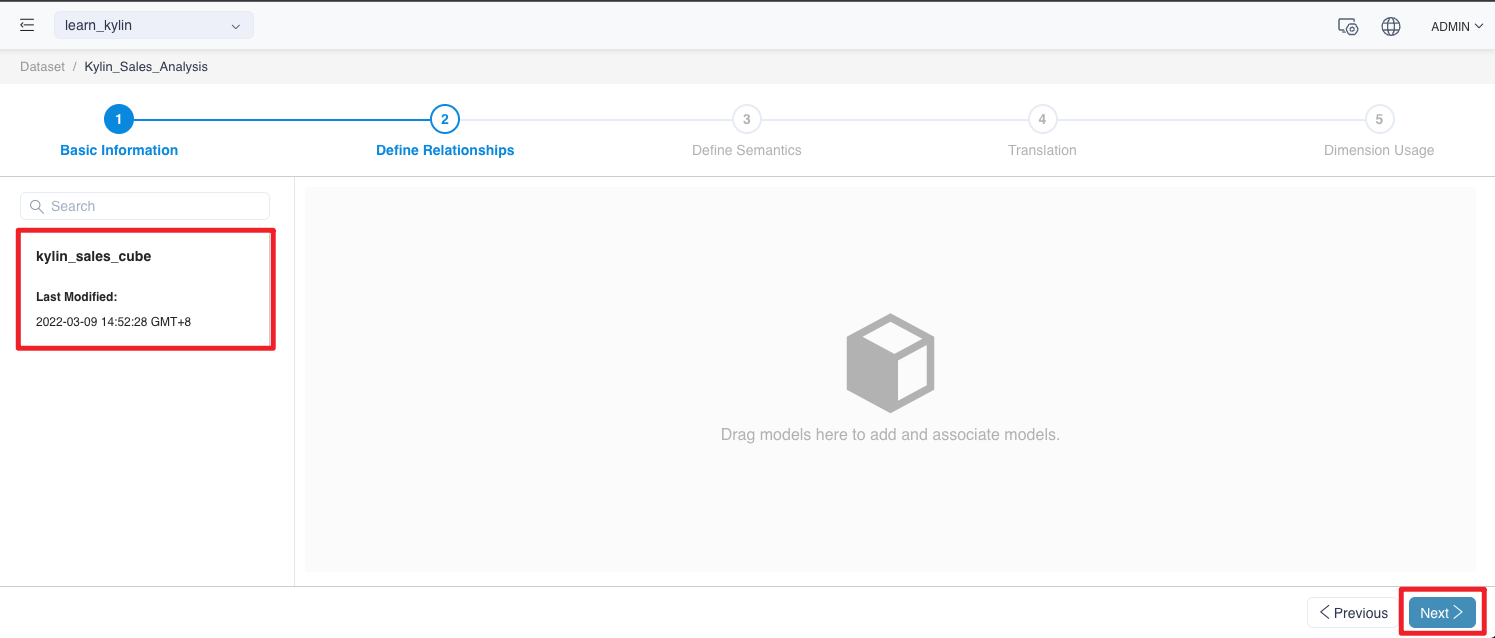 learn_kylin
ADMIN
Dataset / Kylin_Sales_Analysis
1 2 3 4 5
Basic Information Define Relationships Define Semantics Translation Dimension Usage
Search
kylin_sales_cube
Last Modified:
2022-03-09 14:52:28 GMT+8
Drag models here to add and associate models.
Previous Next